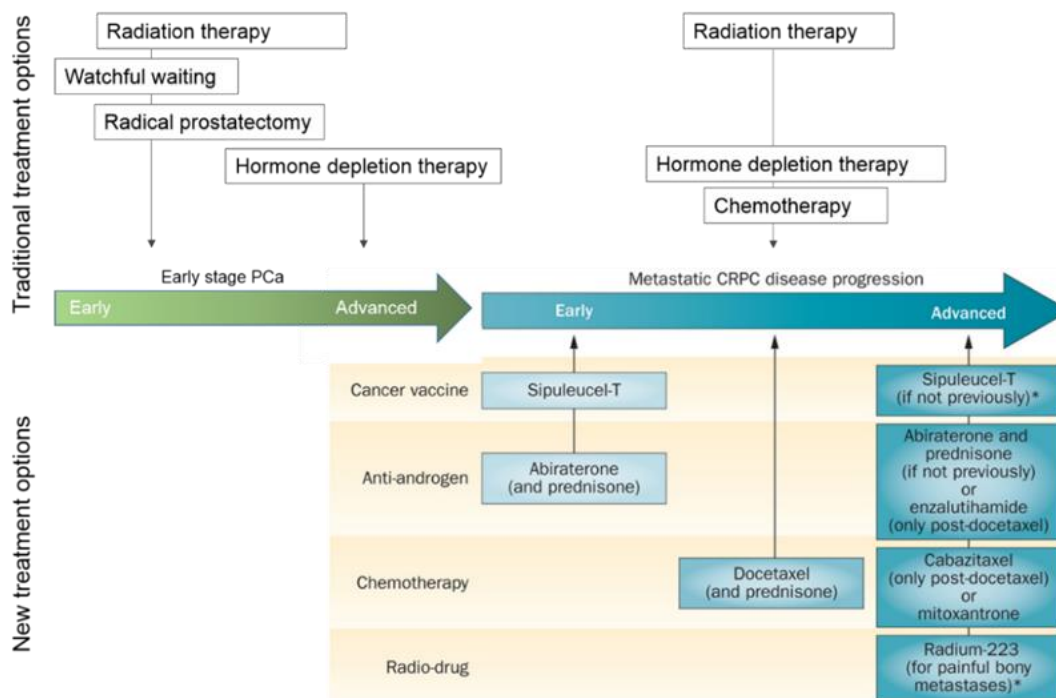 Traditional treatment options
Radiation therapy
Watchful waiting
Radical prostatectomy
Hormone depletion therapy
Radiation therapy
Hormone depletion therapy
Chemotherapy
Early stage PCa
Early
Advanced
Metastatic CRPC disease progression
Early
Advanced
New treatment options
Cancer vaccine
Sipuleucel-T
Sipuleucel-T
(if not previously)*
Anti-androgen
Abiraterone
(and prednisone)
Abiraterone and
prednisone
(if not previously)
or
enzalutihamide
(only post-docetaxel)
Chemotherapy
Docetaxel
(and prednisone)
Cabazitaxel
(only post-docetaxel)
or
mitoxantrone
Radio-drug
Radium-223
(for painful bony
metastases)*